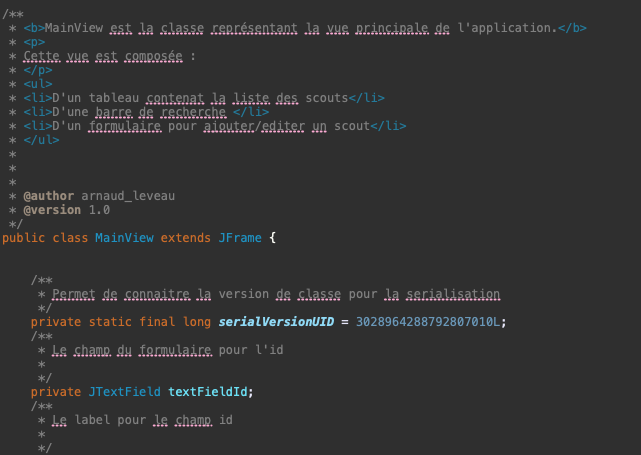 /**
 * <b>MainView est la classe représentant la vue principale de l'application.</b>
 * <p>
 * Cette vue est composée :
 * </p>
 * <ul>
 * <li>D'un tableau contenat la liste des scouts</li>
 * <li>D'une barre de recherche </li>
 * <li>D'un formulaire pour ajouter/editer un scout</li>
 * </ul>
 *
 *
 *
 * @author arnaud_leveau
 * @version 1.0
 */
public class MainView extends JFrame {
    /**
     * Permet de connaitre la version de classe pour la serialisation
     */
    private static final long serialVersionUID = 3028964288792807010L;
    /**
     * Le champ du formulaire pour l'id
     *
     */
    private JTextField textFieldId;
    /**
     * Le label pour le champ id
     *
     */